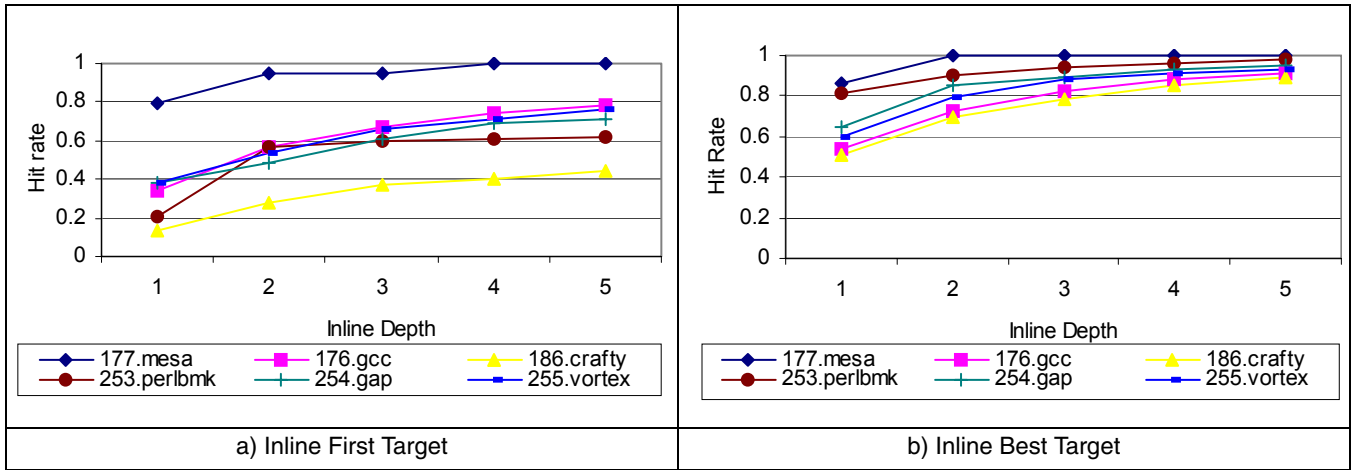 1
0.8
0.6
0.4
0.2
0
Hit rate
1 2 3 4 5
Inline Depth
177.mesa 176.gcc 186.crafty
253.perlbmk 254.gap 255.vortex
a) Inline First Target
1
0.8
0.6
0.4
0.2
0
Hit Rate
1 2 3 4 5
Inline Depth
177.mesa 176.gcc 186.crafty
253.perlbmk 254.gap 255.vortex
b) Inline Best Target